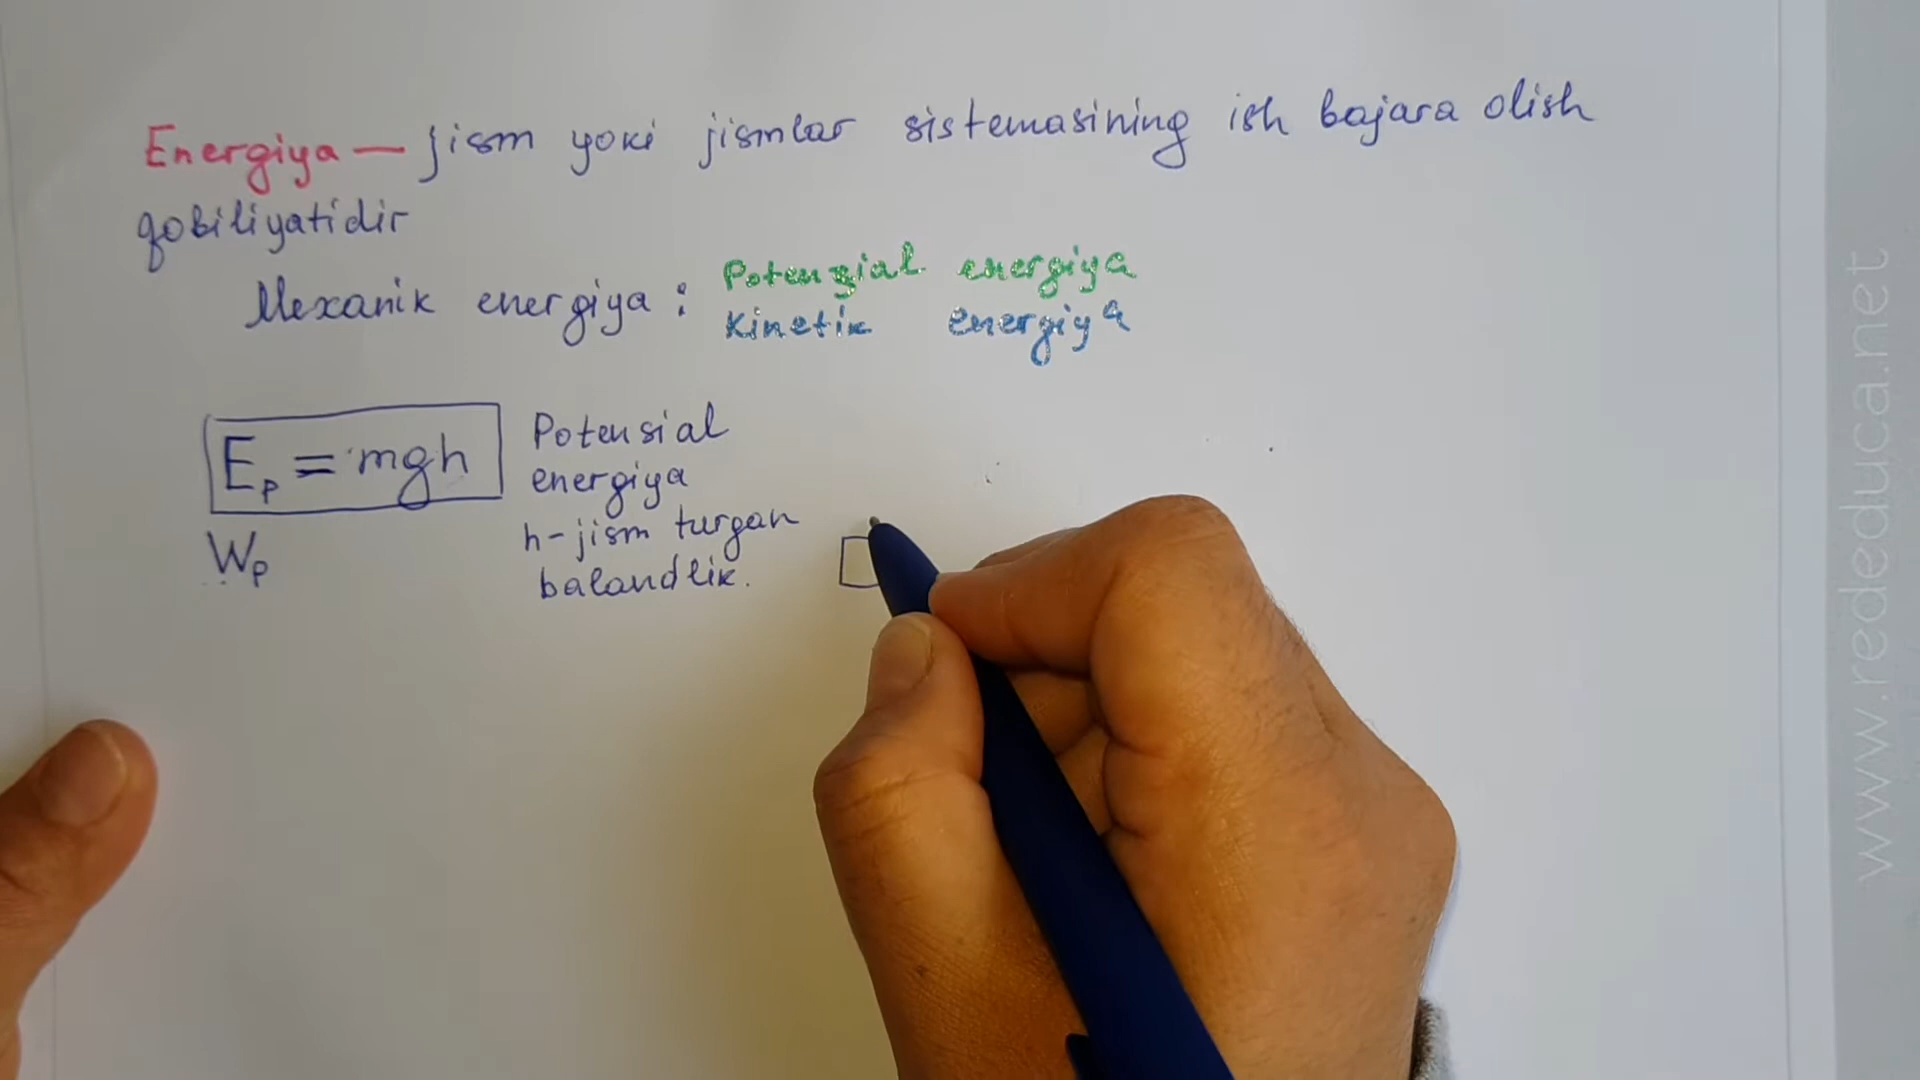 Energiya — jism yoki jismlar sistemasining ish bajara olish
qobiliyatidir
Mexanik energiya : Potensial energiya
Kinetik energiya
Ep = mgh
Wp
Potensial
energiya
h-jism turgan
balandlik.
www.rededuca.net